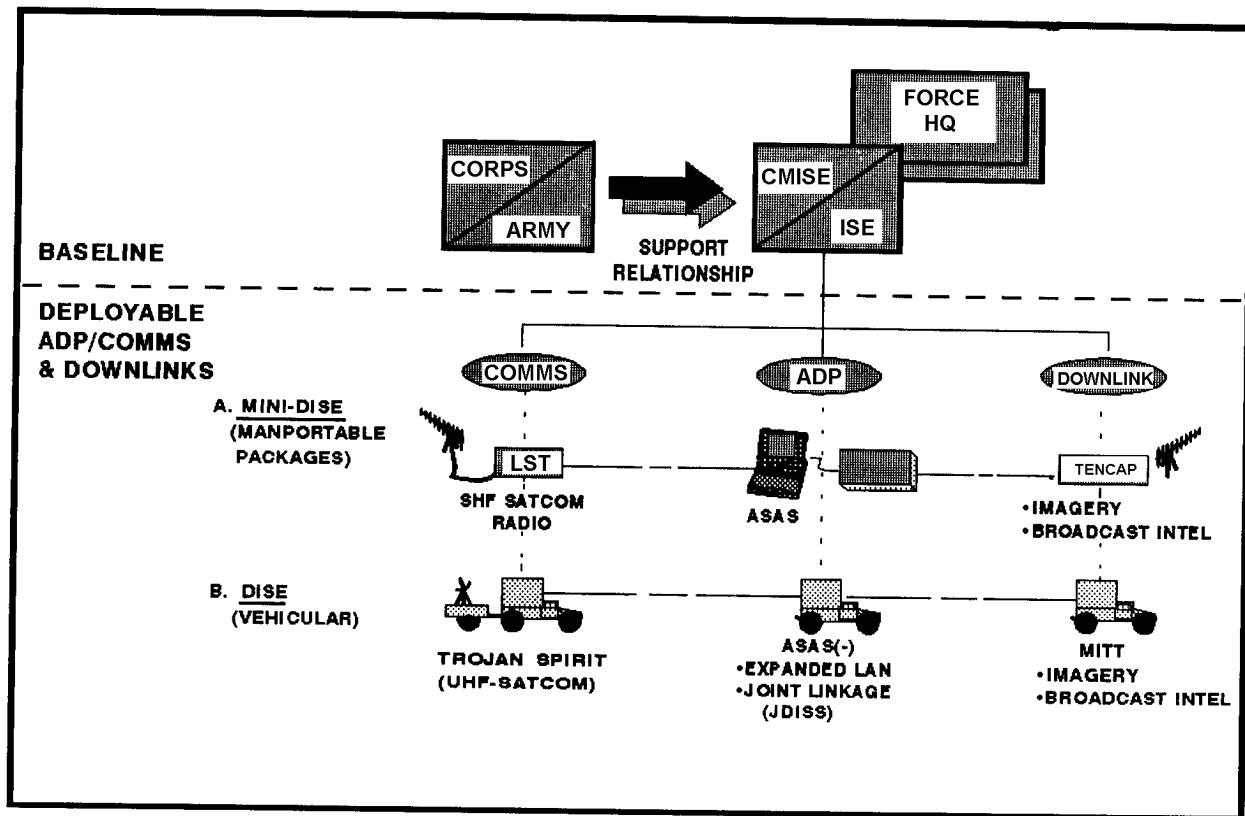 FORCE
HQ
CORPS
ARMY
CMISE
ISE
SUPPORT
RELATIONSHIP
BASELINE
DEPLOYABLE
ADP/COMMS
& DOWNLINKS
COMMS
ADP
DOWNLINK
A. MINI-DISE
(MANPORTABLE
PACKAGES)
LST
SHF SATCOM
RADIO
ASAS
TENCAP
•IMAGERY
•BROADCAST INTEL
B. DISE
(VEHICULAR)
TROJAN SPIRIT
(UHF-SATCOM)
ASAS(-)
•EXPANDED LAN
•JOINT LINKAGE
(JDISS)
MITT
•IMAGERY
•BROADCAST INTEL